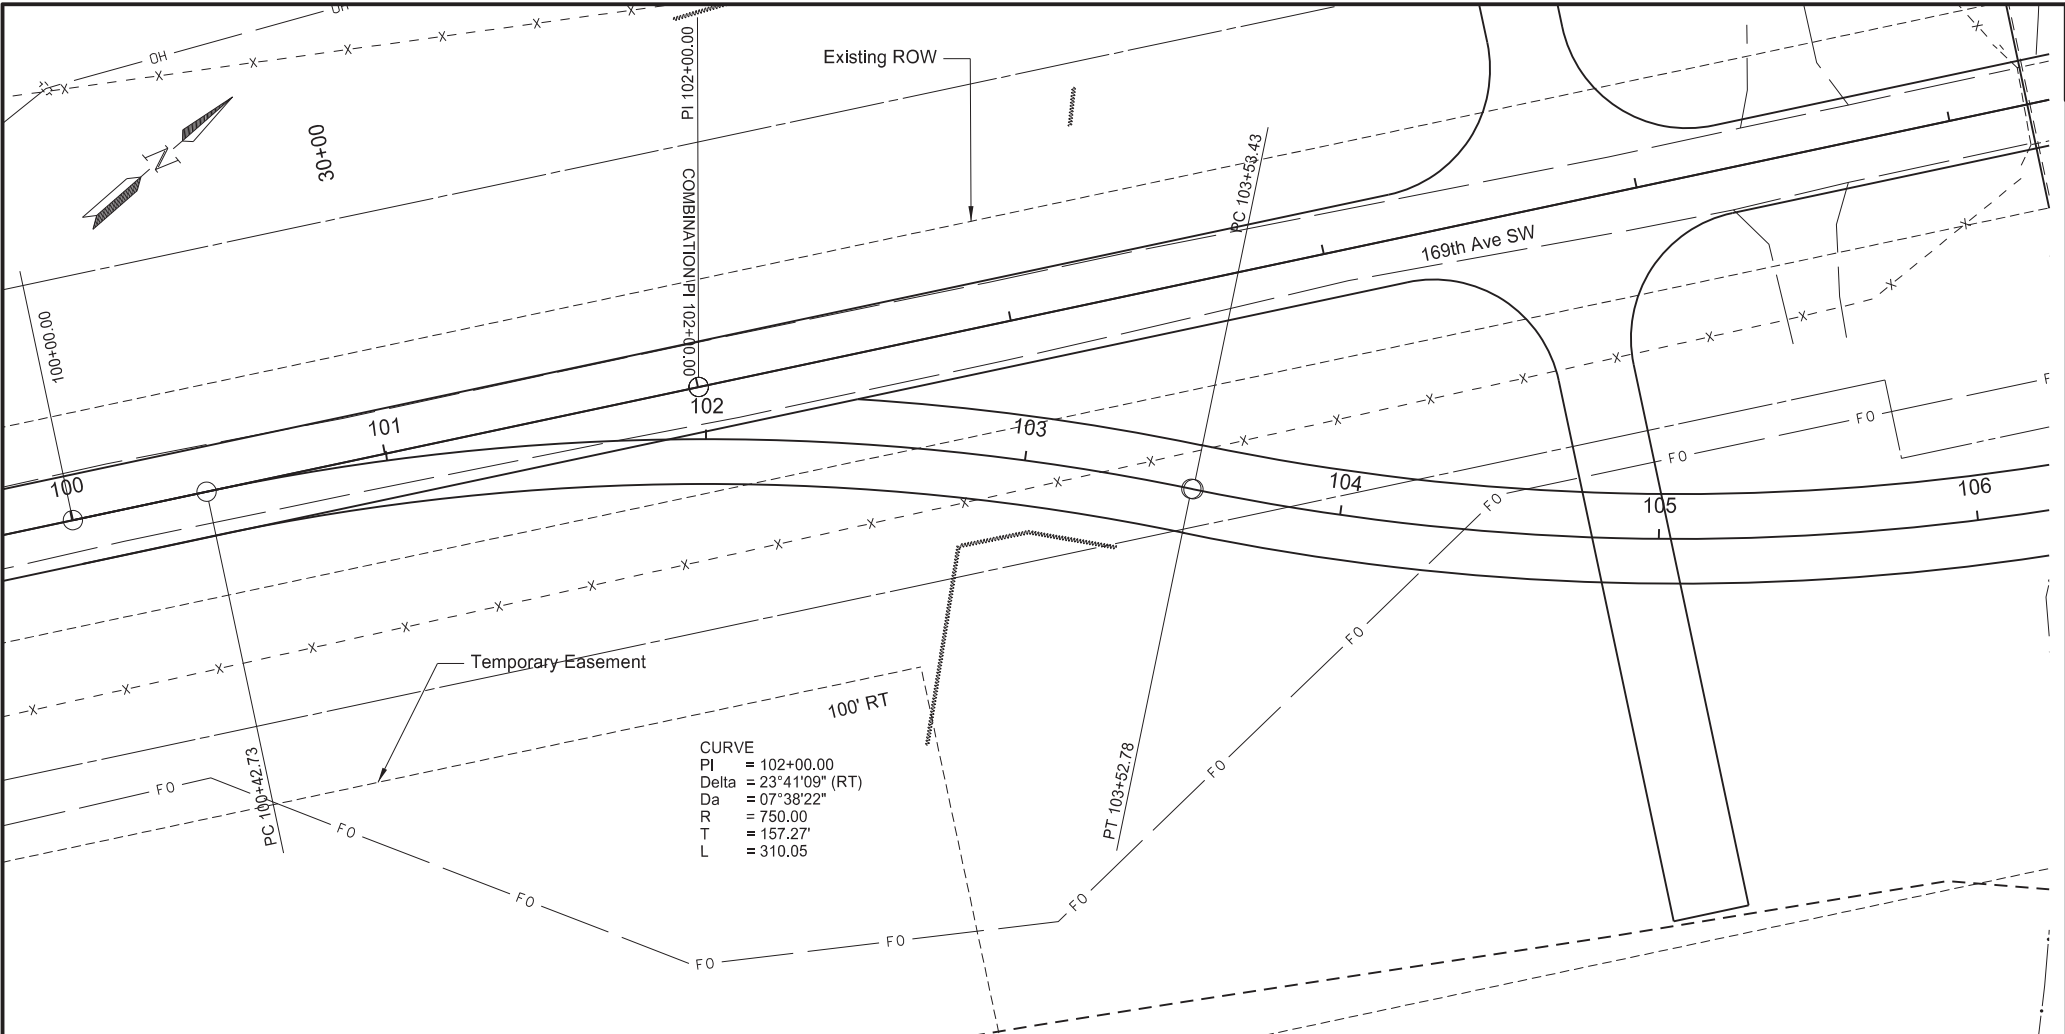 OH
OH
Existing ROW
PI 102+00.00
N
30+00
COMBINATION PI 102+00.00
PC 103+53.43
169th Ave SW
100+00.00
100
101
102
103
104
105
106
FO
FO
FO
FO
FO
FO
FO
FO
FO
FO
FO
F
Temporary Easement
100' RT
PC 100+42.73
PT 103+52.78
CURVE
PI = 102+00.00
Delta = 23°41'09" (RT)
Da = 07°38'22"
R = 750.00
T = 157.27'
L = 310.05